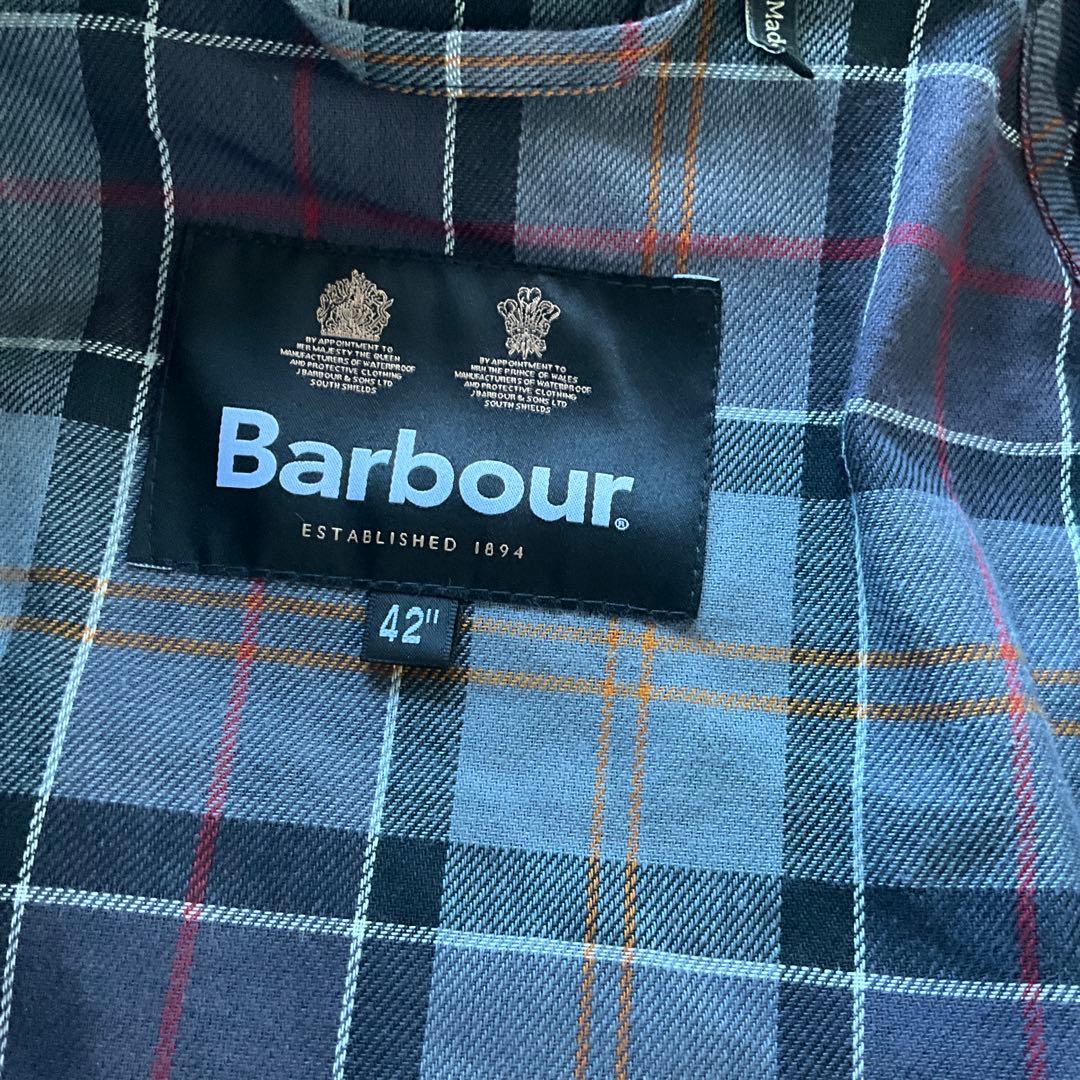 Mad
BY APPOINTMENT TO
HER MAJESTY THE QUEEN
MANUFACTURERS OF WATERPROOF
AND PROTECTIVE CLOTHING
J BARBOUR & SONS LTD
SOUTH SHIELDS
BY APPOINTMENT TO
HRH THE PRINCE OF WALES
MANUFACTURERS OF WATERPROOF
AND PROTECTIVE CLOTHING
J BARBOUR & SONS LTD
SOUTH SHIELDS
Barbour®
ESTABLISHED 1894
42"